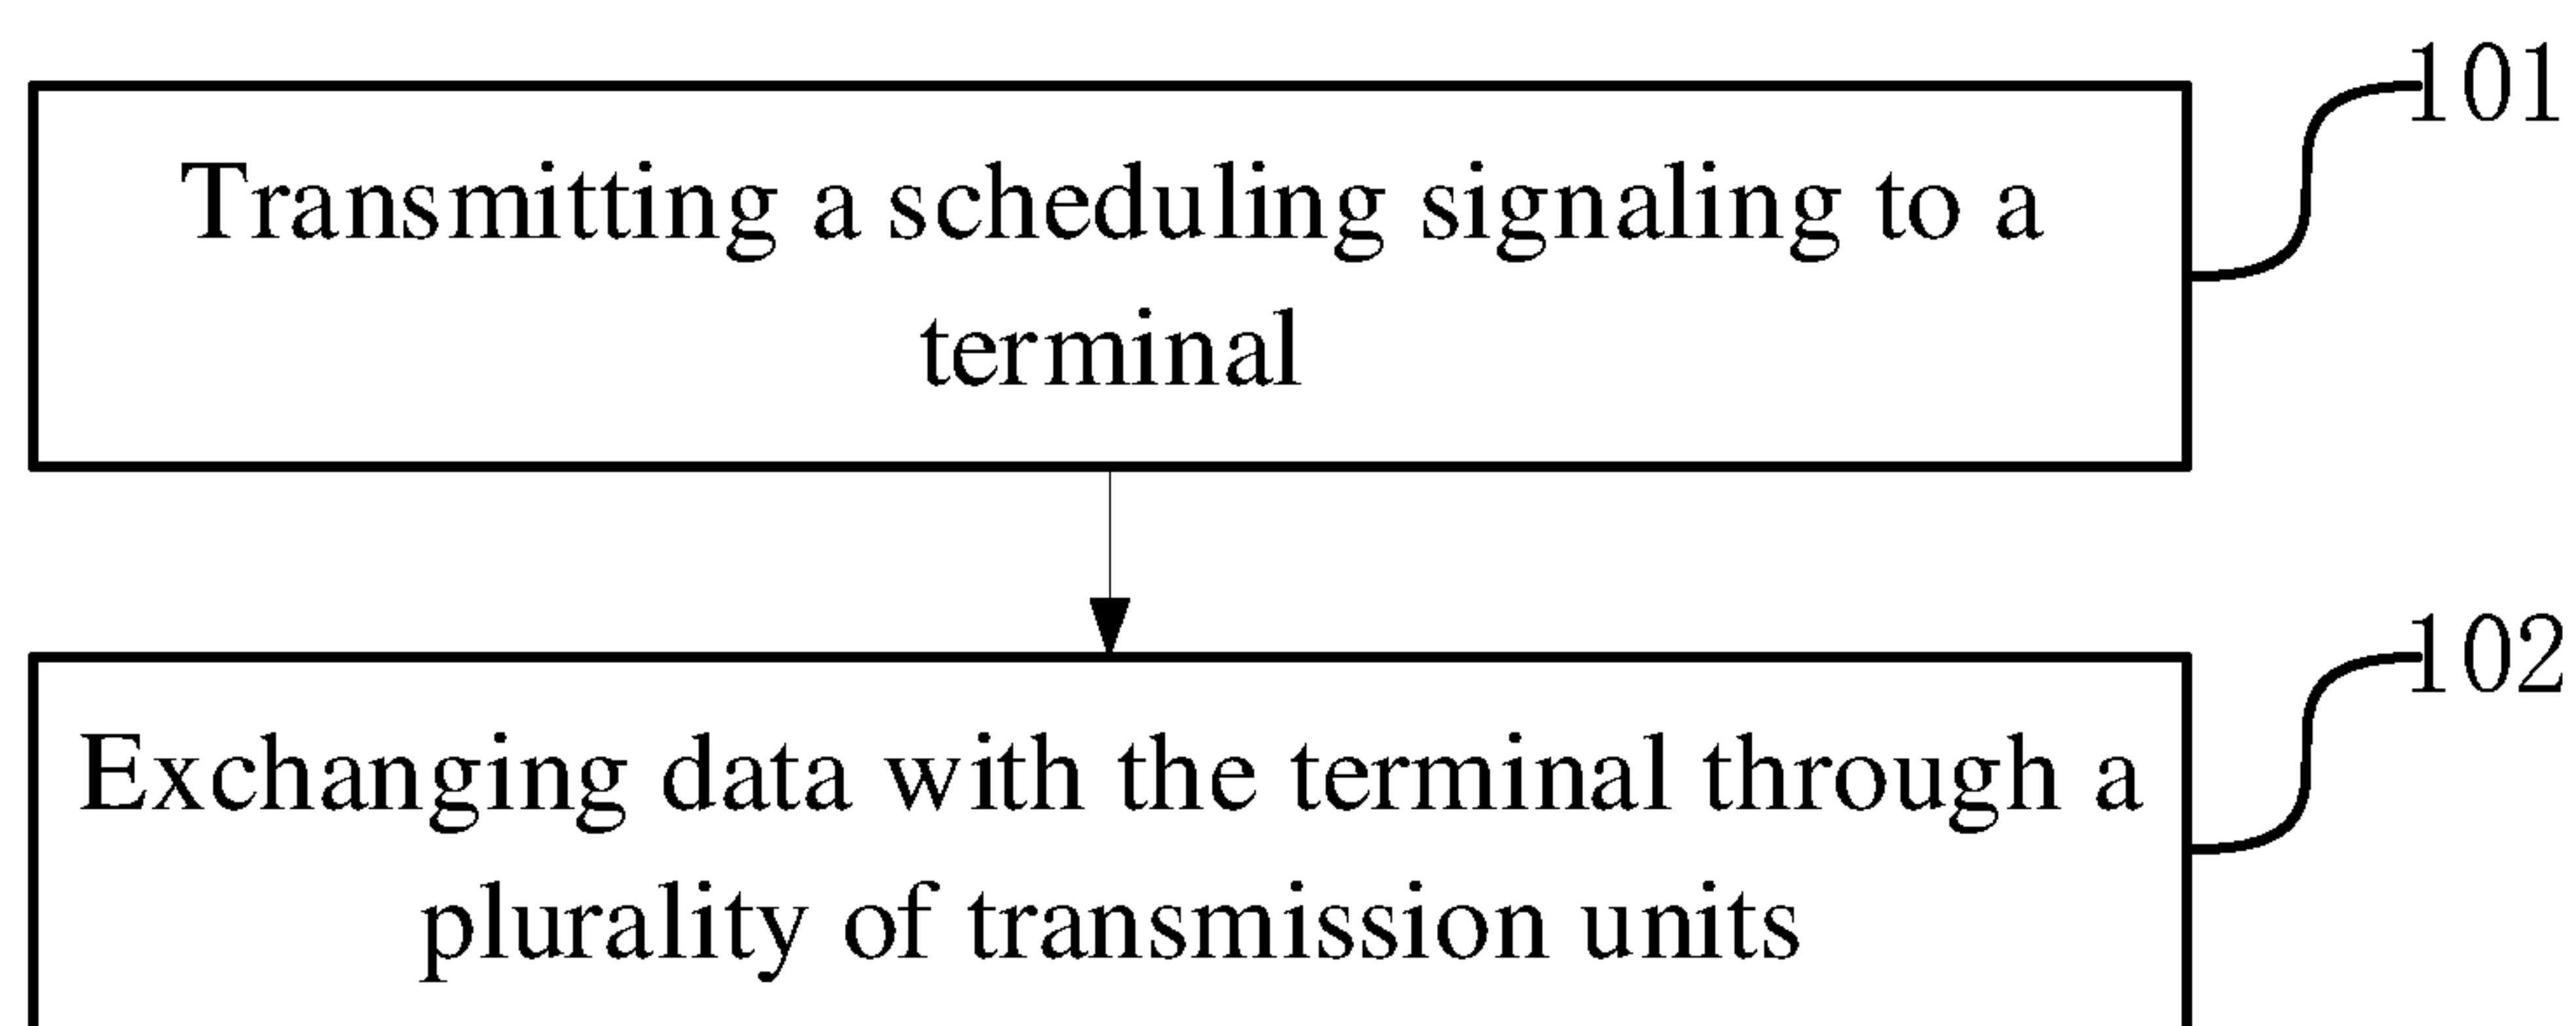 101
Transmitting a scheduling signaling to a
terminal
102
Exchanging data with the terminal through a
plurality of transmission units